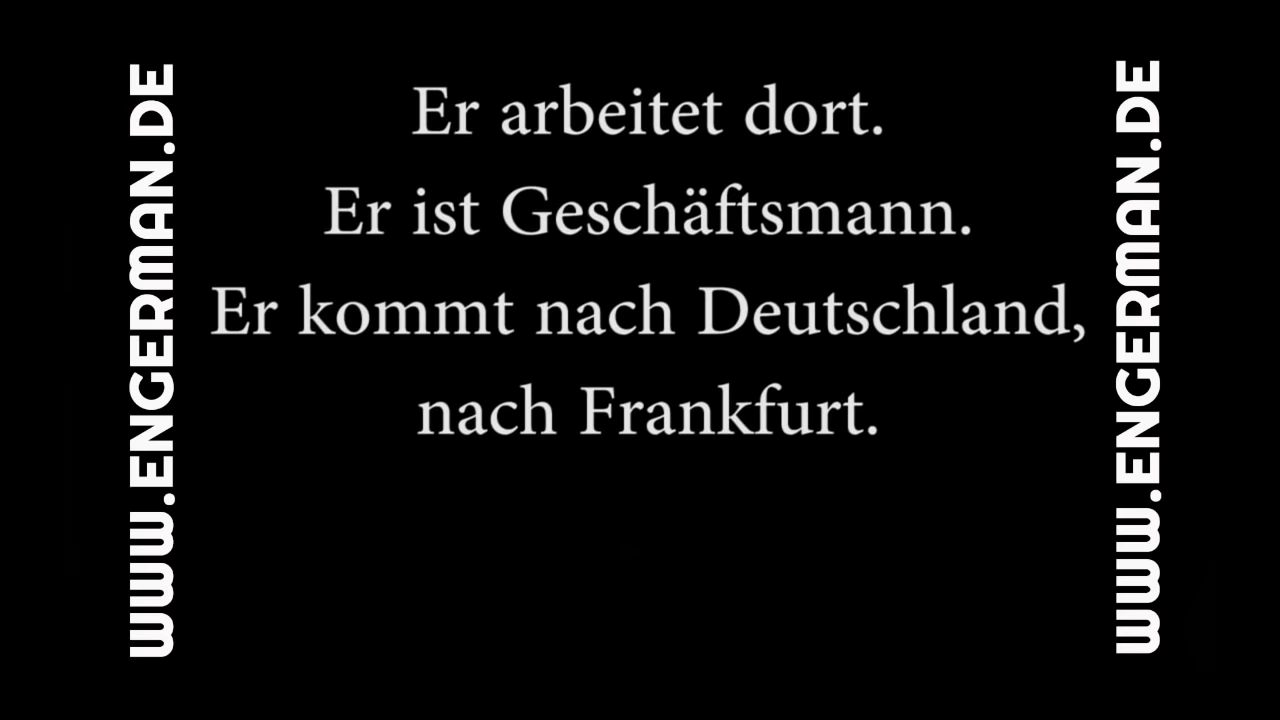 WWW.ENGERMAN.DE
Er arbeitet dort.
Er ist Geschäftsmann.
Er kommt nach Deutschland,
nach Frankfurt.
WWW.ENGERMAN.DE